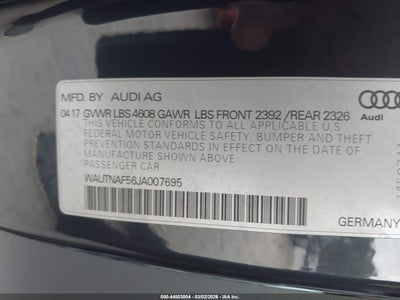 MFD. BY AUDI AG
04 17 GVWR LBS 4608 GAWR LBS FRONT 2392 / REAR 2326
THIS VEHICLE CONFORMS TO ALL APPLICABLE U.S.
FEDERAL MOTOR VEHICLE SAFETY, BUMPER AND THEFT
PREVENTION STANDARDS IN EFFECT ON THE DATE OF
MANUFACTURE SHOWN ABOVE.
PASSENGER CAR
WAUTNAF56JA007695
Audi
GERMANY
000-44903004 - 03/02/2026 - IAA Inc.